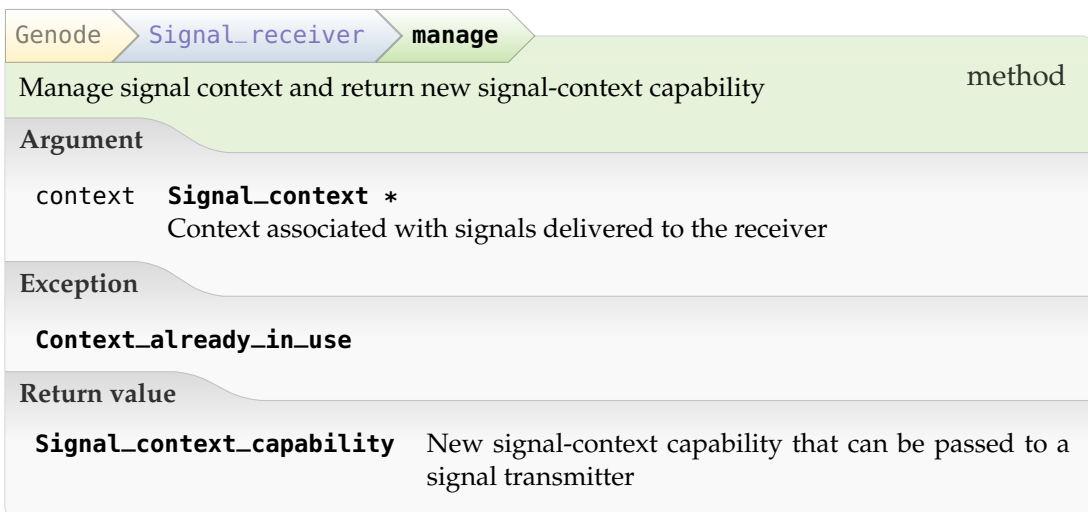 Genode Signal_receiver manage
Manage signal context and return new signal-context capability method
Argument
context Signal_context *
Context associated with signals delivered to the receiver
Exception
Context_already_in_use
Return value
Signal_context_capability New signal-context capability that can be passed to a
signal transmitter